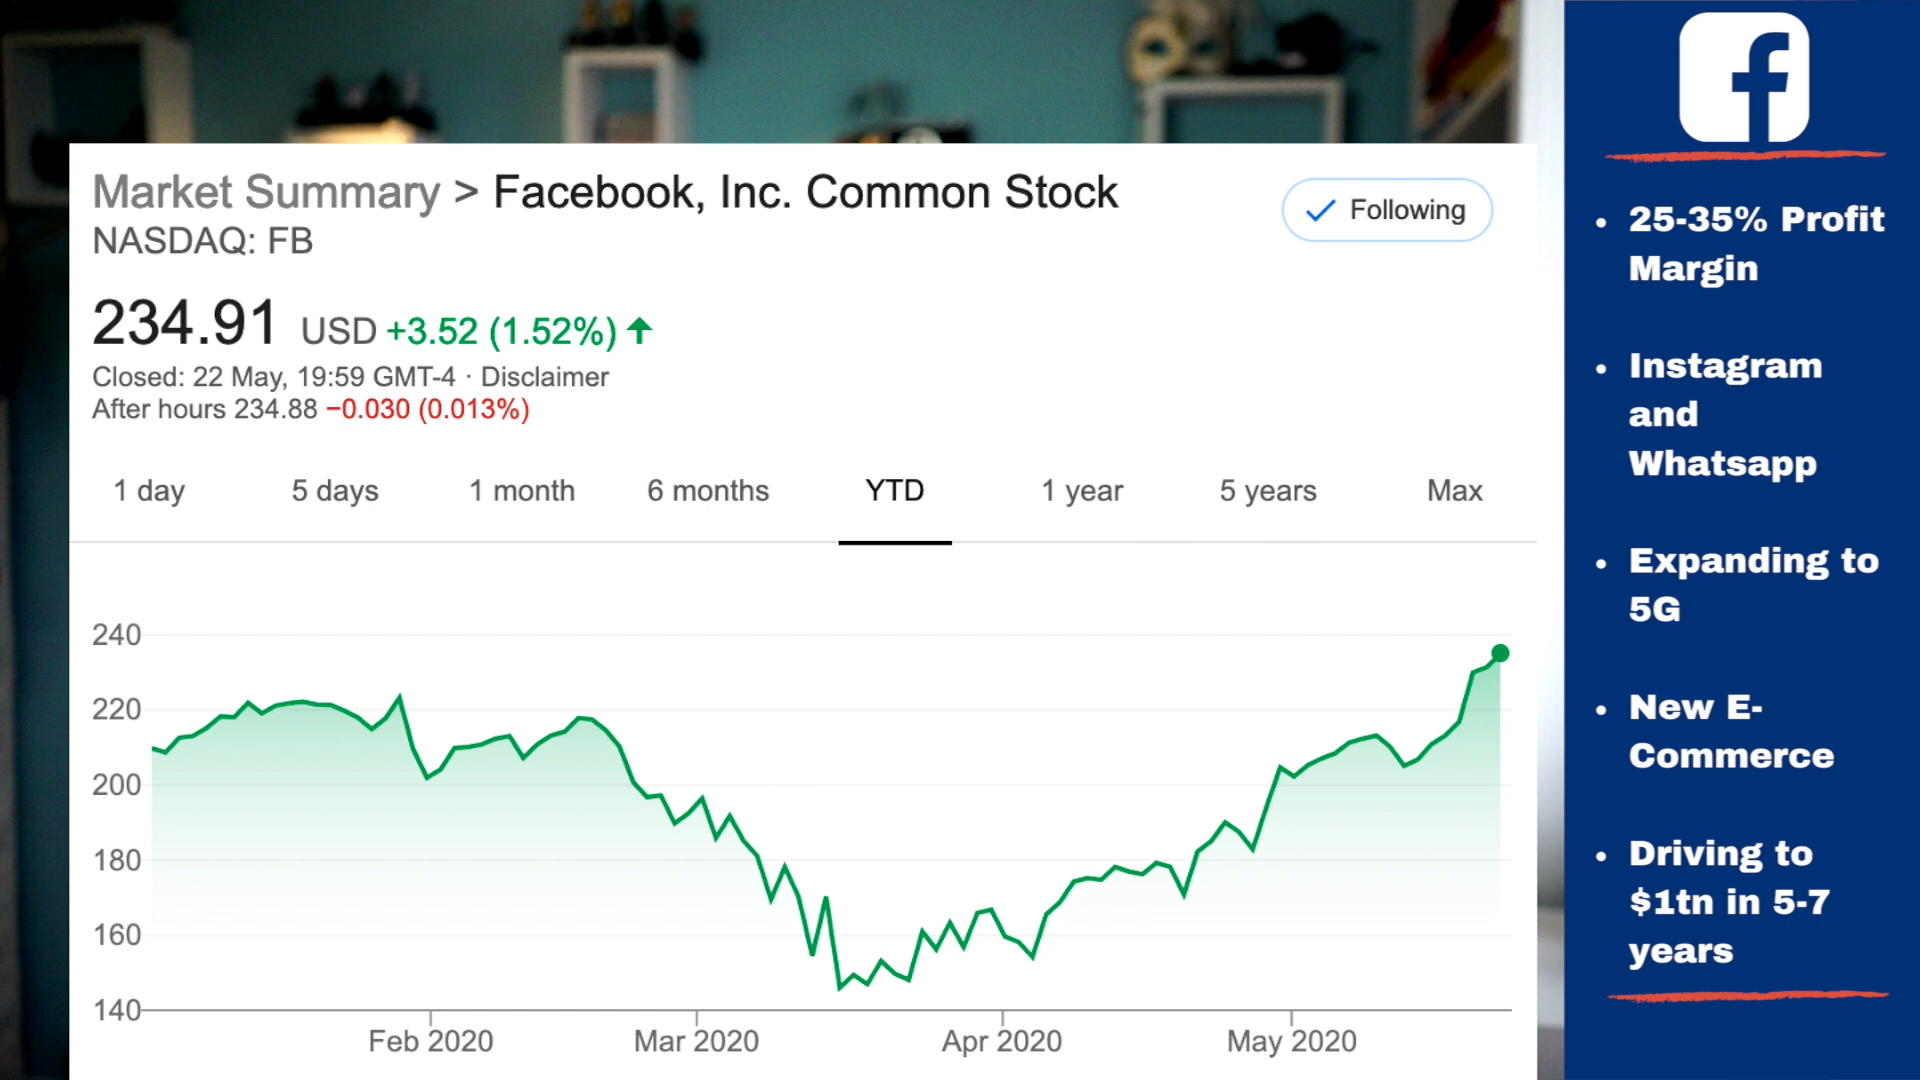 Market Summary > Facebook, Inc. Common Stock
NASDAQ: FB
Following
234.91 USD +3.52 (1.52%)
Closed: 22 May, 19:59 GMT-4 · Disclaimer
After hours 234.88 −0.030 (0.013%)
1 day 5 days 1 month 6 months YTD 1 year 5 years Max
240
220
200
180
160
140
Feb 2020 Mar 2020 Apr 2020 May 2020
f
• 25-35% Profit
Margin
• Instagram
and
Whatsapp
• Expanding to
5G
• New E-
Commerce
• Driving to
$1tn in 5-7
years